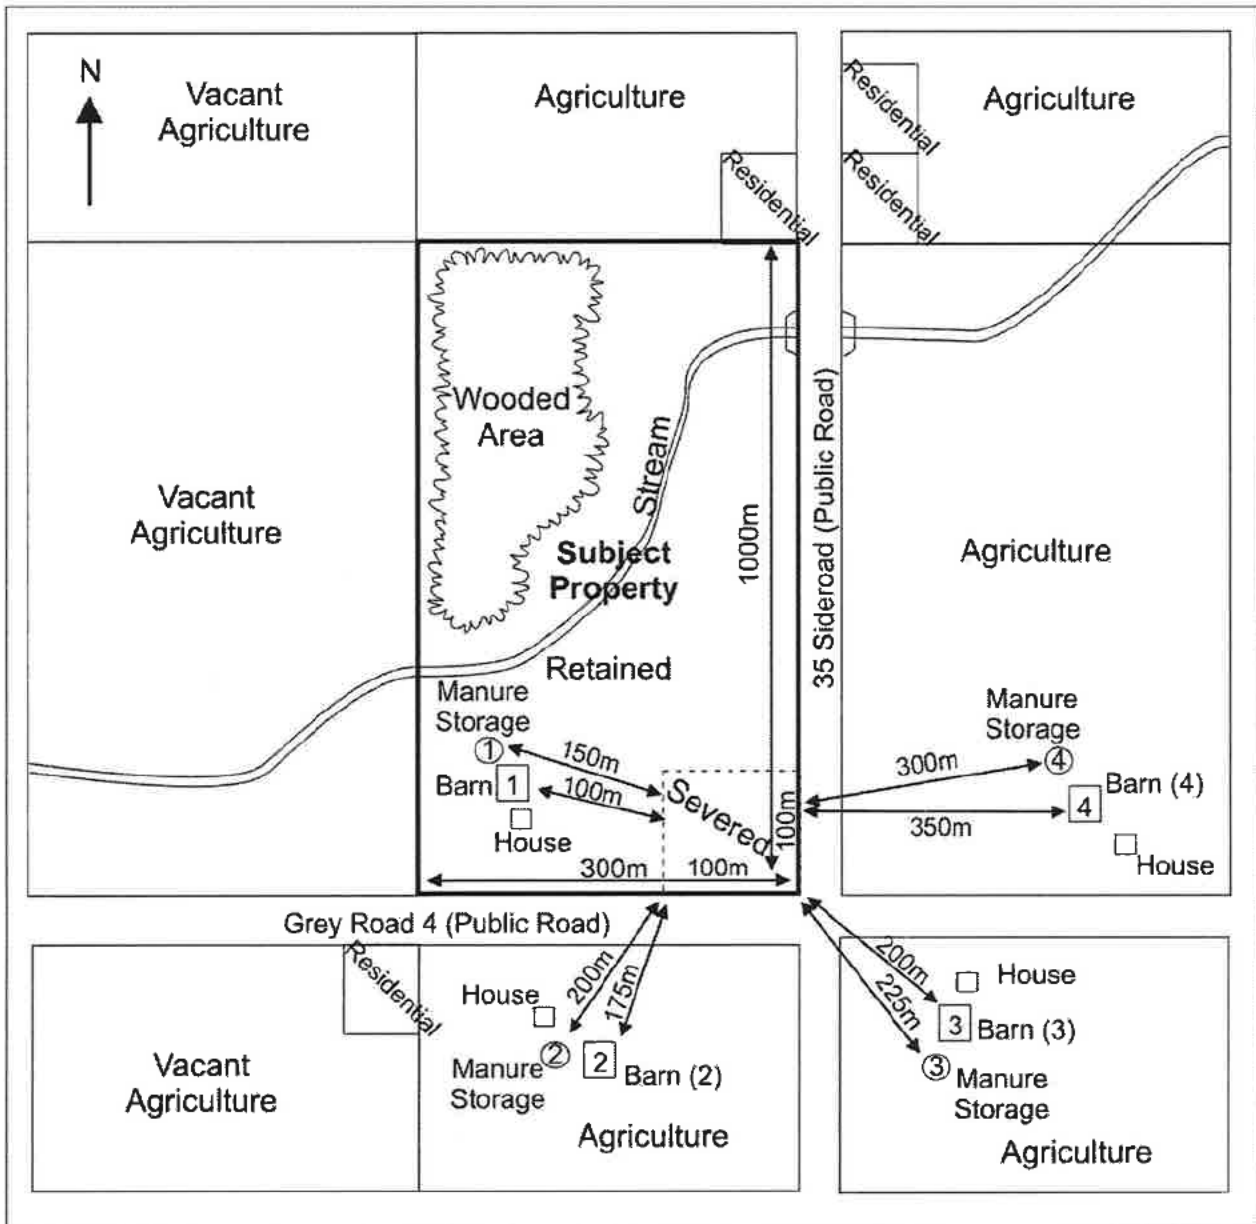 N
Vacant
Agriculture
Agriculture
Residential
Residential
Agriculture
Residential
Wooded
Area
Stream
Vacant
Agriculture
Subject
Property
1000m
35 Sideroad (Public Road)
Agriculture
Retained
Manure
Storage
1
150m
Barn 1
100m
House
Severed
100m
300m
100m
Manure
Storage
300m
4
Barn (4)
4
350m
House
Grey Road 4 (Public Road)
Residential
House
200m
175m
2
2
Manure
Storage
Barn (2)
Vacant
Agriculture
Agriculture
200m
225m
House
3
Barn (3)
3
Manure
Storage
Agriculture